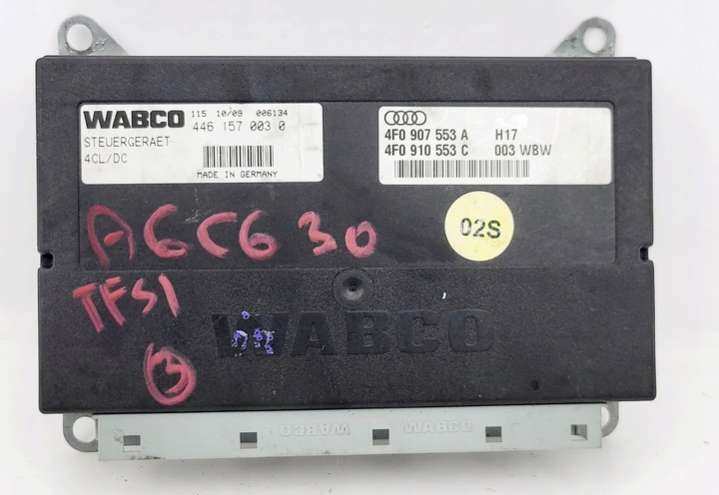 WABCO 115 10/09 006134
446 157 003 0
STEUERGERAET
4CL/DC
MADE IN GERMANY
4F0 907 553 A H17
4F0 910 553 C 003 WBW
02S
A6C6 30
TFSI
3
WABCO
WABCO